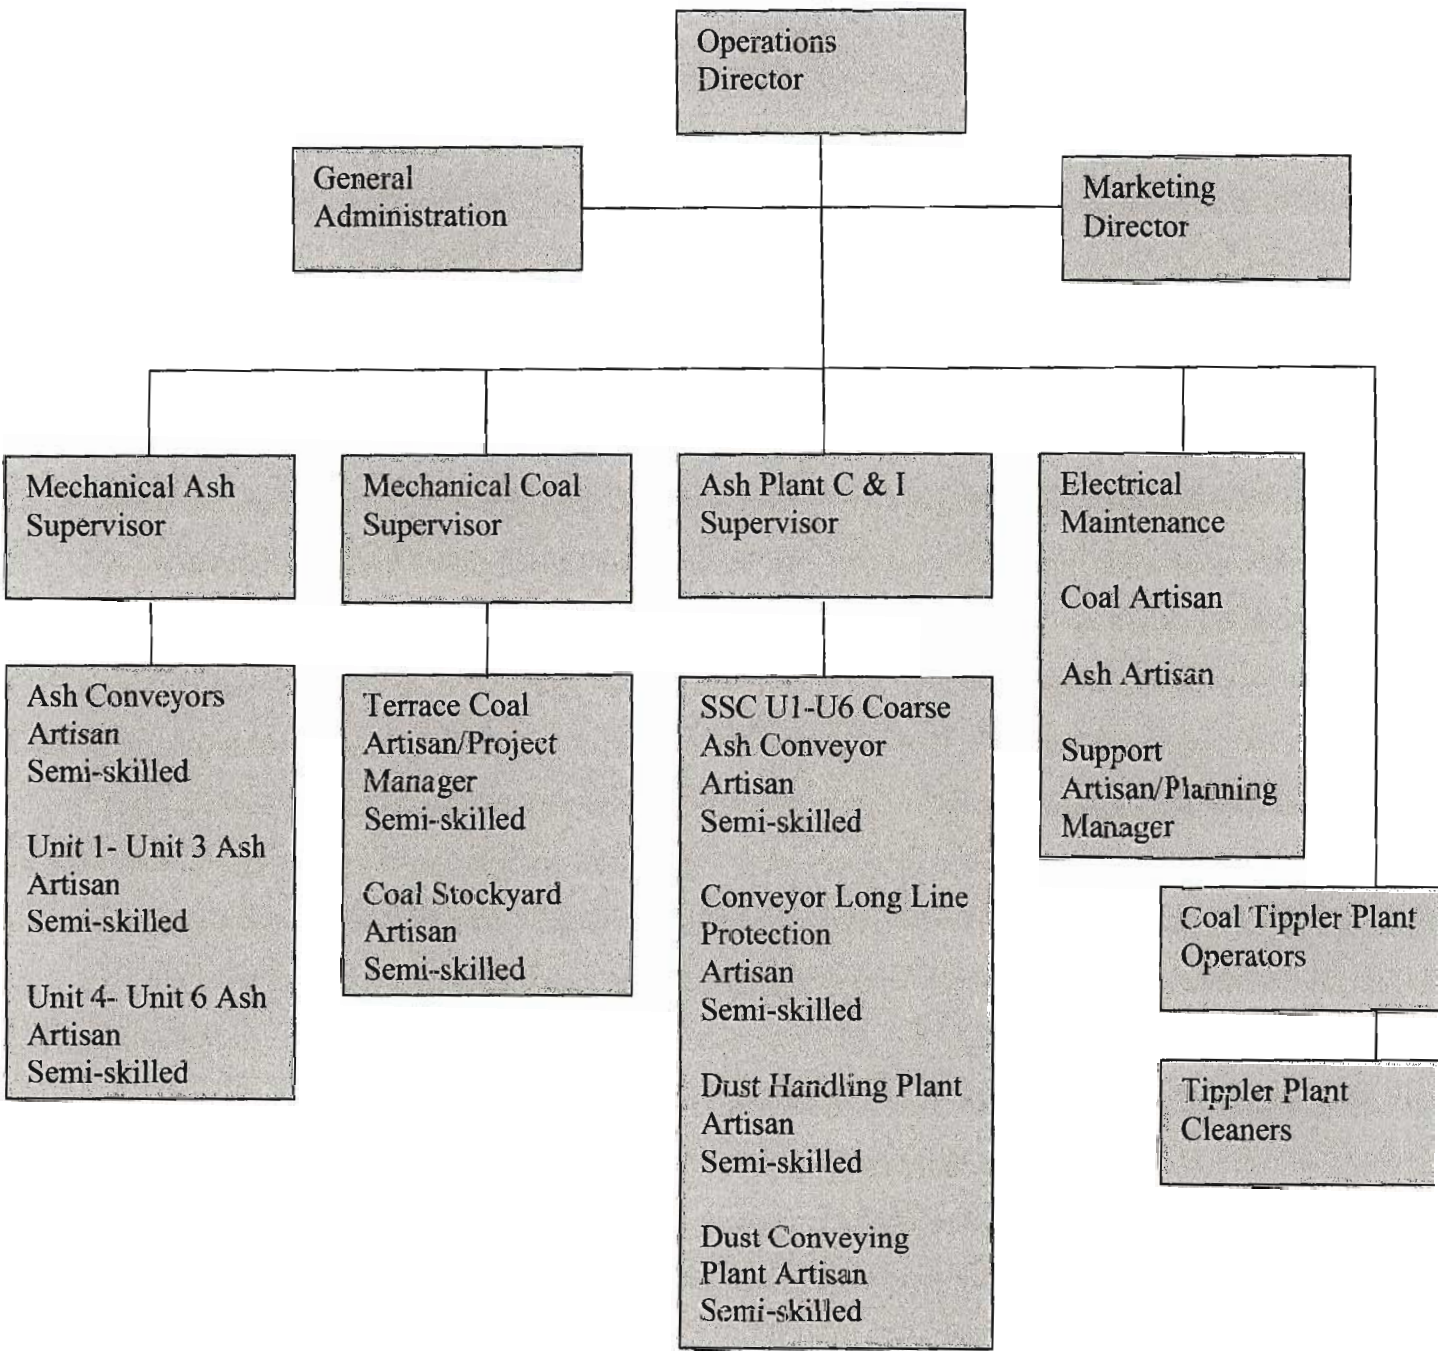 Operations
Director
General
Administration
Marketing
Director
Mechanical Ash
Supervisor
Mechanical Coal
Supervisor
Ash Plant C & I
Supervisor
Electrical
Maintenance
Coal Artisan
Ash Artisan
Support
Artisan/Planning
Manager
Ash Conveyors
Artisan
Semi-skilled
Unit 1- Unit 3 Ash
Artisan
Semi-skilled
Unit 4- Unit 6 Ash
Artisan
Semi-skilled
Terrace Coal
Artisan/Project
Manager
Semi-skilled
Coal Stockyard
Artisan
Semi-skilled
SSC U1-U6 Coarse
Ash Conveyor
Artisan
Semi-skilled
Conveyor Long Line
Protection
Artisan
Semi-skilled
Dust Handling Plant
Artisan
Semi-skilled
Dust Conveying
Plant Artisan
Semi-skilled
Coal Tippler Plant
Operators
Tippler Plant
Cleaners